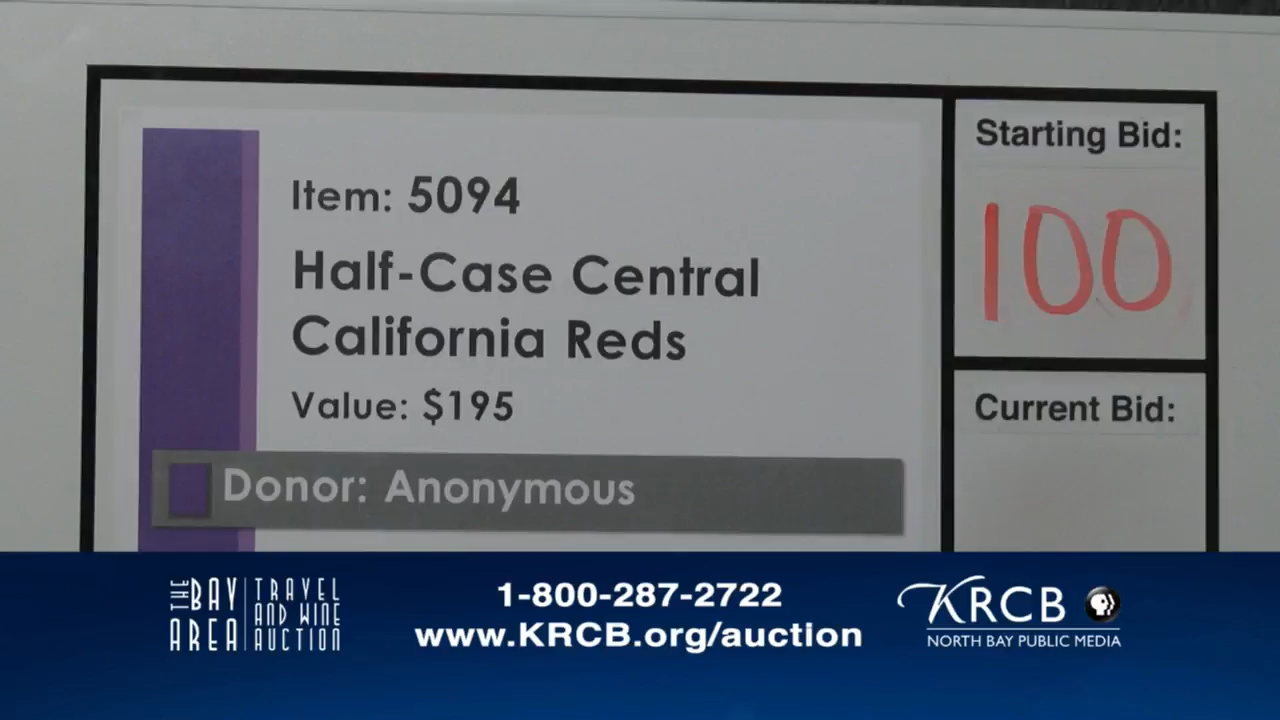 Item: 5094
Half-Case Central
California Reds
Value: $195
Donor: Anonymous
Starting Bid:
100
Current Bid:
THE BAY AREA
TRAVEL
AND WINE
AUCTION
1-800-287-2722
www.KRCB.org/auction
KRCB
NORTH BAY PUBLIC MEDIA